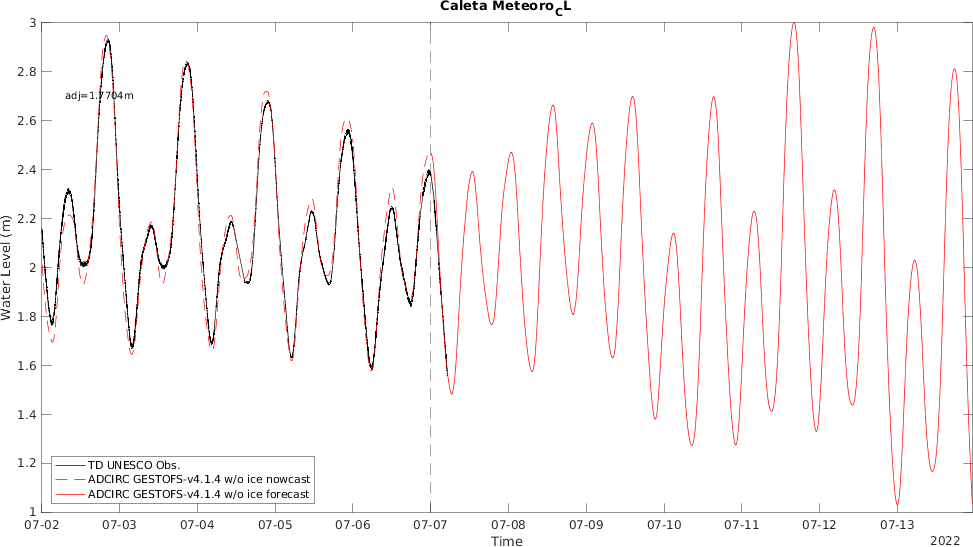 Caleta Meteoro_CL
3
2.8
adj=1.7704m
2.6
2.4
2.2
2
1.8
1.6
1.4
1.2
1
Water Level (m)
TD UNESCO Obs.
ADCIRC GESTOFS-v4.1.4 w/o ice nowcast
ADCIRC GESTOFS-v4.1.4 w/o ice forecast
07-02 07-03 07-04 07-05 07-06 07-07 07-08 07-09 07-10 07-11 07-12 07-13
Time
2022